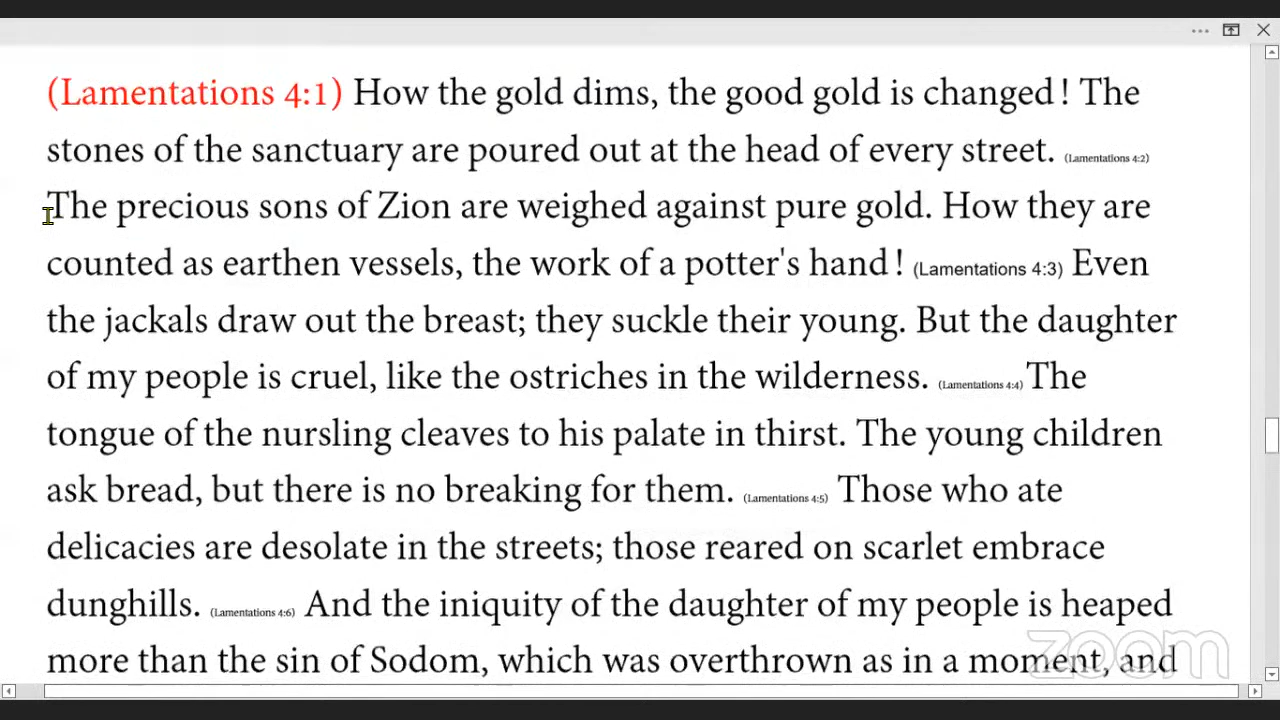 (Lamentations 4:1) How the gold dims, the good gold is changed! The
stones of the sanctuary are poured out at the head of every street. (Lamentations 4:2)
The precious sons of Zion are weighed against pure gold. How they are
counted as earthen vessels, the work of a potter's hand! (Lamentations 4:3) Even
the jackals draw out the breast; they suckle their young. But the daughter
of my people is cruel, like the ostriches in the wilderness. (Lamentations 4:4) The
tongue of the nursling cleaves to his palate in thirst. The young children
ask bread, but there is no breaking for them. (Lamentations 4:5) Those who ate
delicacies are desolate in the streets; those reared on scarlet embrace
dunghills. (Lamentations 4:6) And the iniquity of the daughter of my people is heaped
more than the sin of Sodom, which was overthrown as in a moment, and
zoom